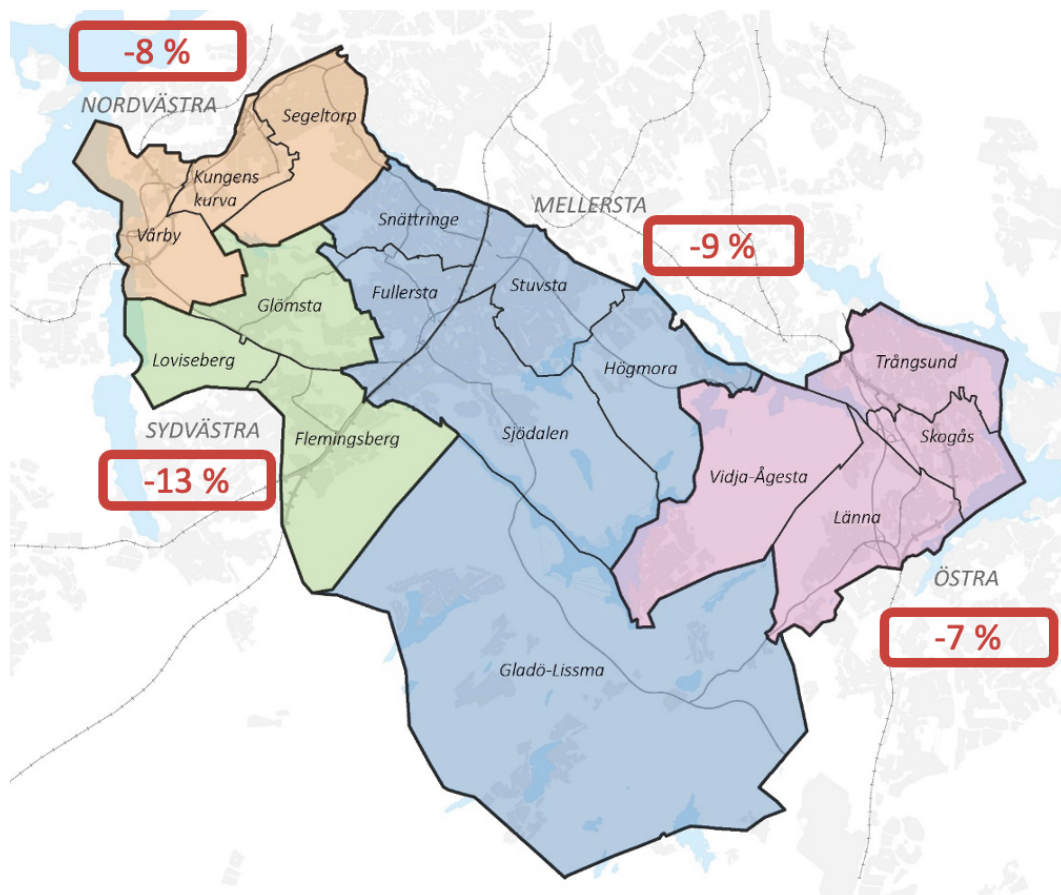 -8 %
NORDVÄSTRA
Segeltorp
Kungens
kurva
Vårby
Snättringe
MELLERSTA
-9 %
Stuvsta
Fullersta
Glömsta
Loviseberg
Högmora
Trångsund
Skogås
SYDVÄSTRA
Flemingsberg
Sjödalen
-13 %
Vidja-Ågesta
Länna
ÖSTRA
-7 %
Gladö-Lissma